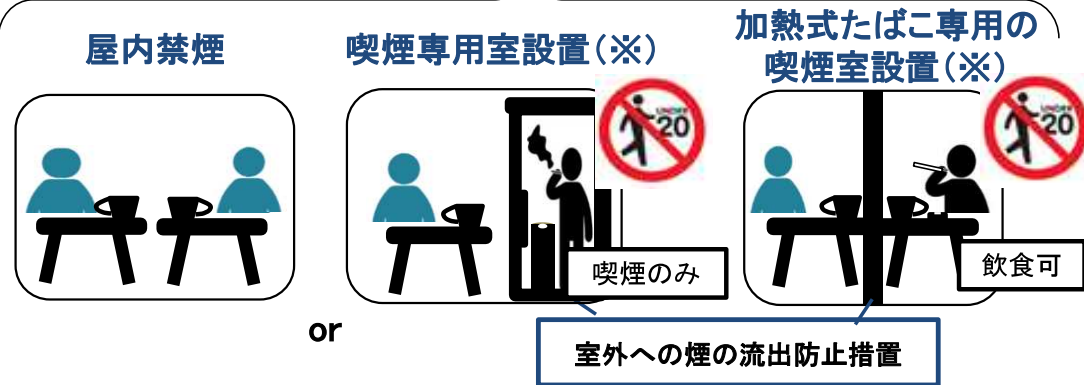 屋内禁煙
喫煙専用室設置(※)
加熱式たばこ専用の
喫煙室設置(※)
UNDER
20
UNDER
20
喫煙のみ
飲食可
or
室外への煙の流出防止措置